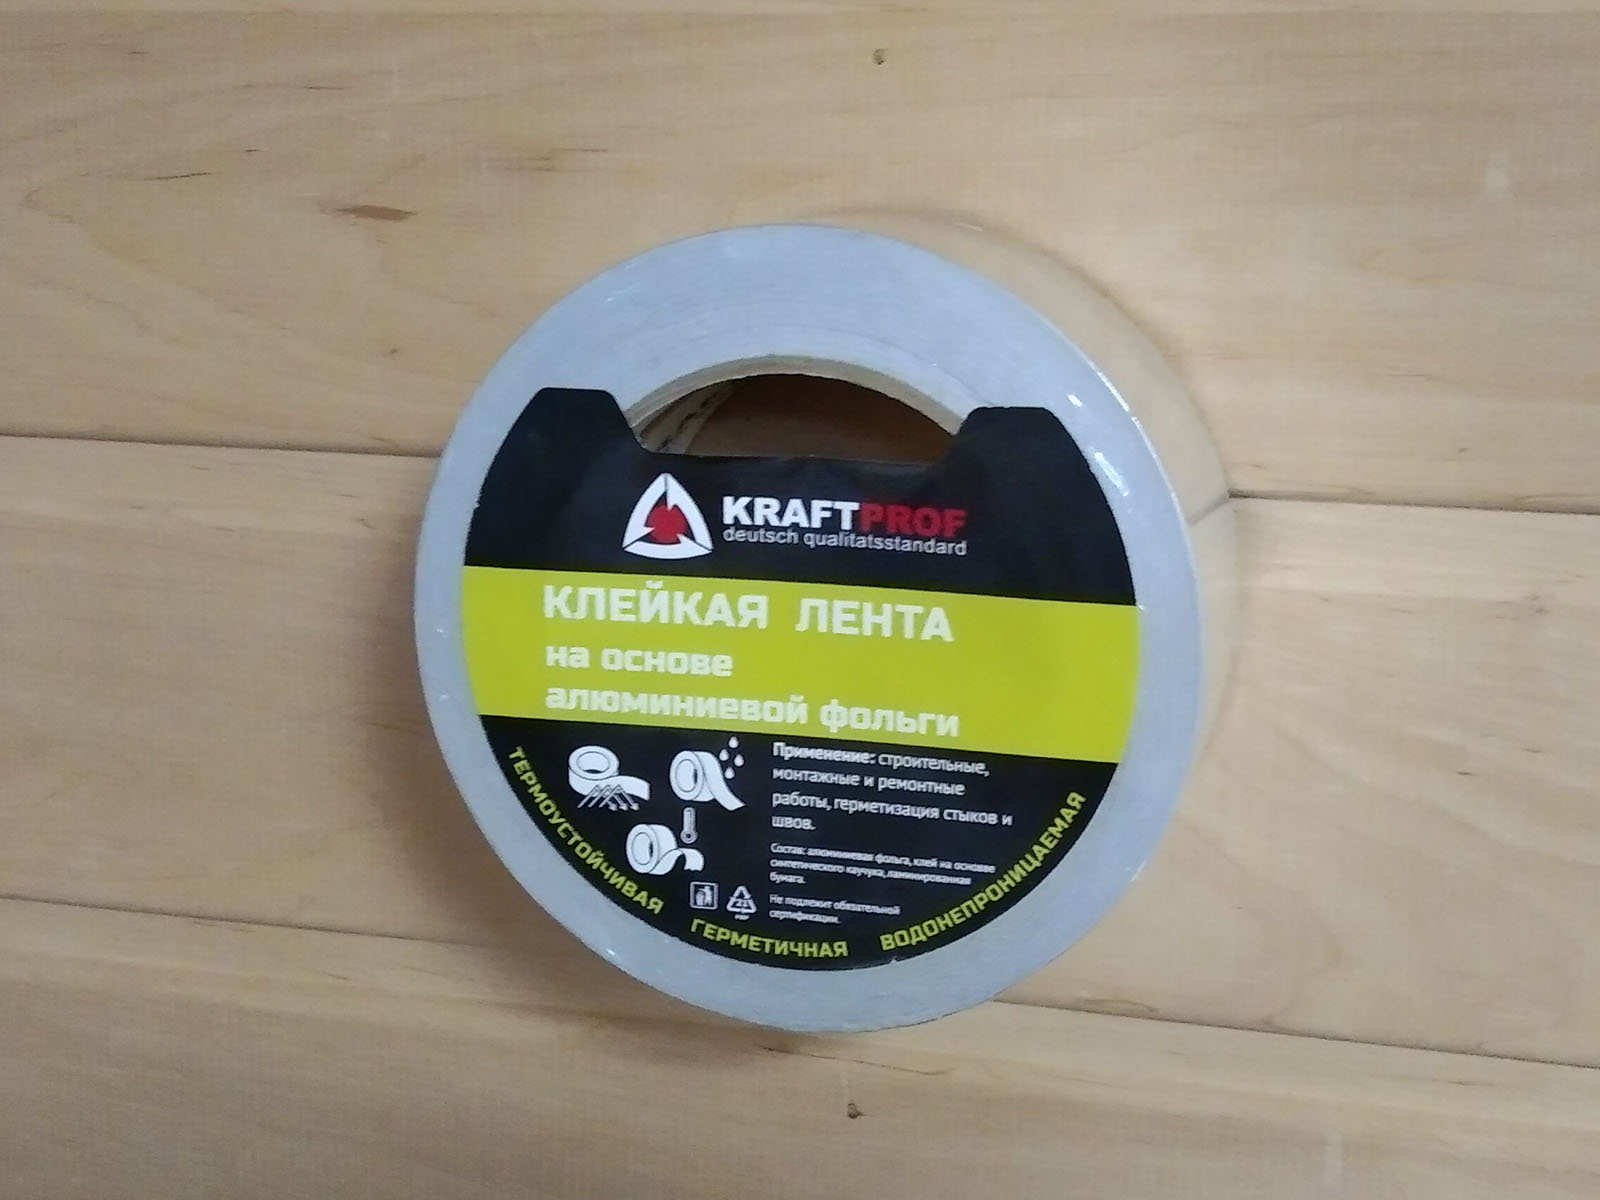 KRAFTPROF
deutsch qualitatsstandard
КЛЕЙКАЯ ЛЕНТА
на основе
алюминиевой фольги
Применение: строительные,
монтажные и ремонтные
работы, герметизация стыков и
швов.
Состав: алюминиевая фольга, клей на основе
синтетического каучука, ламинированная
бумага.
Не подлежит обязательной
сертификации.
ТЕРМОУСТОЙЧИВАЯ ГЕРМЕТИЧНАЯ ВОДОНЕПРОНИЦАЕМАЯ